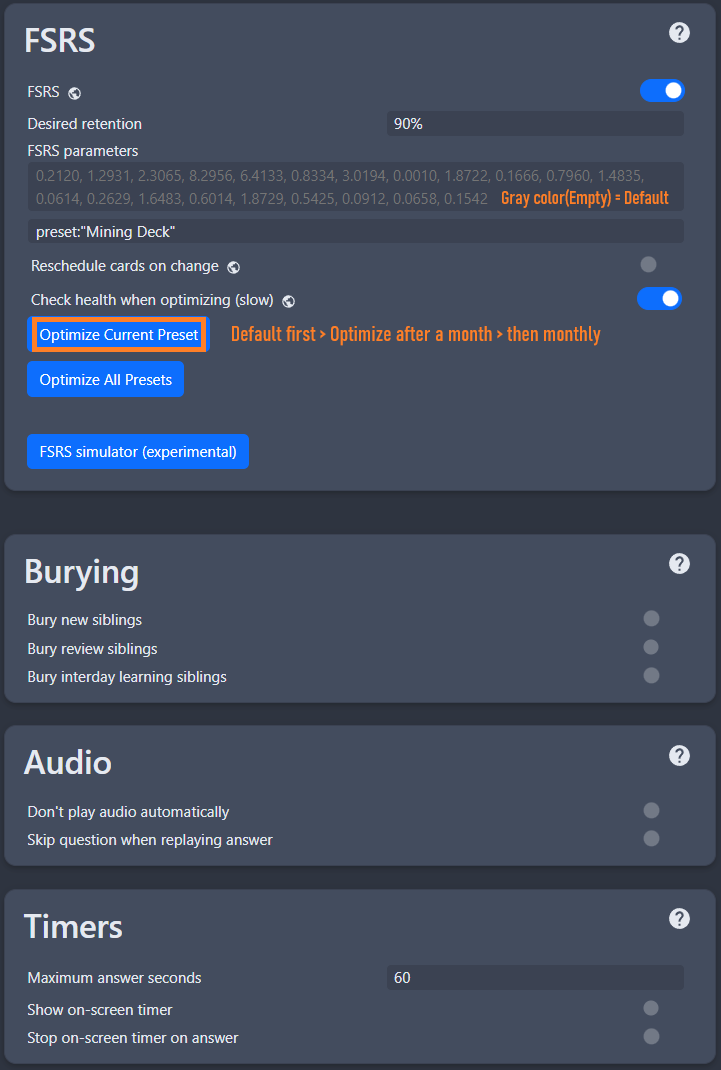 FSRS
FSRS
Desired retention
90%
FSRS parameters
0.2120, 1.2931, 2.3065, 8.2956, 6.4133, 0.8334, 3.0194, 0.0010, 1.8722, 0.1666, 0.7960, 1.4835,
0.0614, 0.2629, 1.6483, 0.6014, 1.8729, 0.5425, 0.0912, 0.0658, 0.1542
Gray color(Empty) = Default
preset:"Mining Deck"
Reschedule cards on change
Check health when optimizing (slow)
Optimize Current Preset
Default first > Optimize after a month > then monthly
Optimize All Presets
FSRS simulator (experimental)
Burying
Bury new siblings
Bury review siblings
Bury interday learning siblings
Audio
Don't play audio automatically
Skip question when replaying answer
Timers
Maximum answer seconds
60
Show on-screen timer
Stop on-screen timer on answer